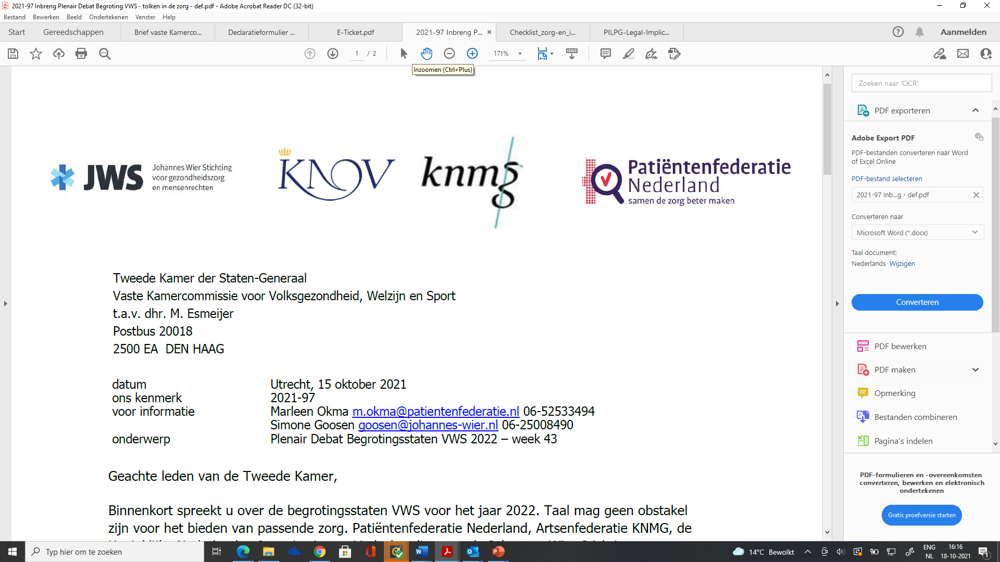 2021-97 Inbreng Plenair Debat Begroting VWS - tolken in de zorg - def.pdf - Adobe Acrobat Reader DC (32-bit)
Bestand Bewerken Beeld Ondertekenen Venster Help
Start Gereedschappen Brief vaste Kamerco... Declaratieformulier ... E-Ticket.pdf 2021-97 Inbreng P... × Checklist_zorg-en_i... PILPG-Legal-Implic... Aanmelden
1 / 2 171%
Inzoomen (Ctrl+Plus)
JWS Johannes Wier Stichting
voor gezondheidszorg
en mensenrechten
KNOV
knmg
Patiëntenfederatie
Nederland
samen de zorg beter maken
Tweede Kamer der Staten-Generaal
Vaste Kamercommissie voor Volksgezondheid, Welzijn en Sport
t.a.v. dhr. M. Esmeijer
Postbus 20018
2500 EA DEN HAAG
datum Utrecht, 15 oktober 2021
ons kenmerk 2021-97
voor informatie Marleen Okma m.okma@patientenfederatie.nl 06-52533494
Simone Goosen goosen@johannes-wier.nl 06-25008490
onderwerp Plenair Debat Begrotingsstaten VWS 2022 – week 43
Geachte leden van de Tweede Kamer,
Binnenkort spreekt u over de begrotingsstaten VWS voor het jaar 2022. Taal mag geen obstakel
zijn voor het bieden van passende zorg. Patiëntenfederatie Nederland, Artsenfederatie KNMG, de
Zoeken naar 'OCR'
PDF exporteren
Adobe Export PDF
PDF-bestanden converteren naar Word
of Excel Online
PDF-bestand selecteren
2021-97 Inb...g - def.pdf
Converteren naar
Microsoft Word (*.docx)
Taal document:
Nederlands Wijzigen
Converteren
PDF bewerken
PDF maken
Opmerking
Bestanden combineren
Pagina's indelen
PDF-formulieren en -overeenkomsten
converteren, bewerken en elektronisch
ondertekenen
Gratis proefversie starten
Typ hier om te zoeken
14°C Bewolkt
ENG
NL
16:16
18-10-2021
1